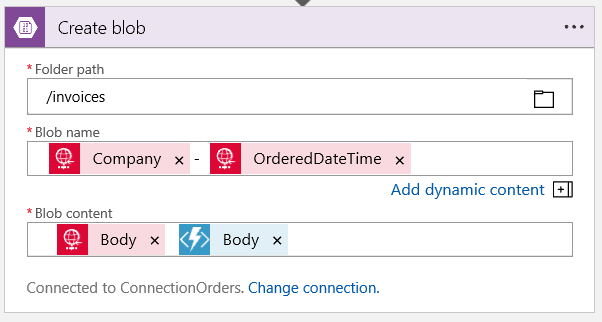 Create blob
* Folder path
/invoices
* Blob name
Company × - OrderedDateTime ×
Add dynamic content
* Blob content
Body × Body ×
Connected to ConnectionOrders. Change connection.